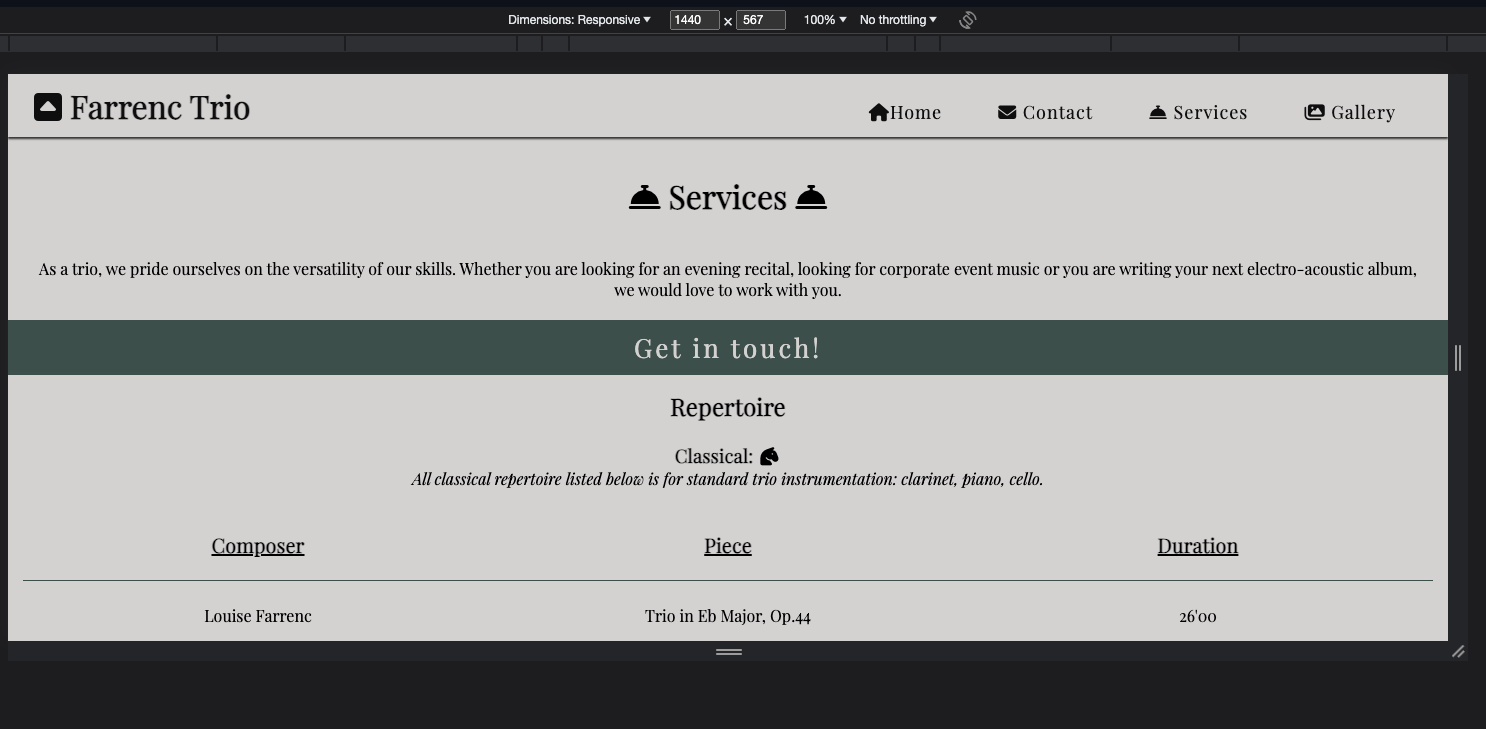 Dimensions: Responsive 1440 × 567 100% No throttling
Farrenc Trio
Home Contact Services Gallery
Services
As a trio, we pride ourselves on the versatility of our skills. Whether you are looking for an evening recital, looking for corporate event music or you are writing your next electro-acoustic album,
we would love to work with you.
Get in touch!
Repertoire
Classical:
All classical repertoire listed below is for standard trio instrumentation: clarinet, piano, cello.
Composer Piece Duration
Louise Farrenc Trio in Eb Major, Op.44 26'00